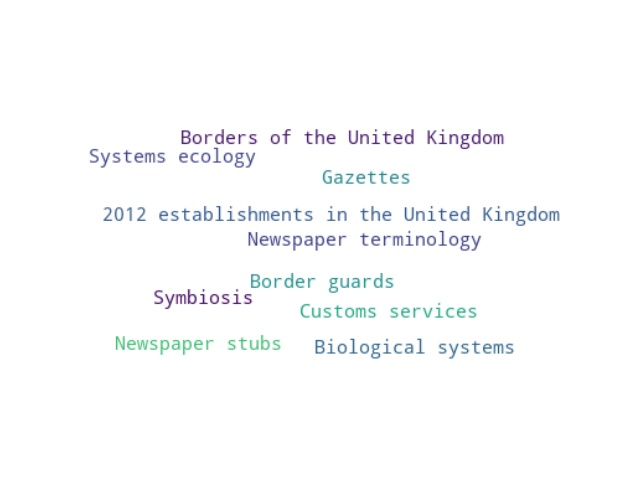 Borders of the United Kingdom
Systems ecology
Gazettes
2012 establishments in the United Kingdom
Newspaper terminology
Border guards
Symbiosis
Customs services
Newspaper stubs
Biological systems